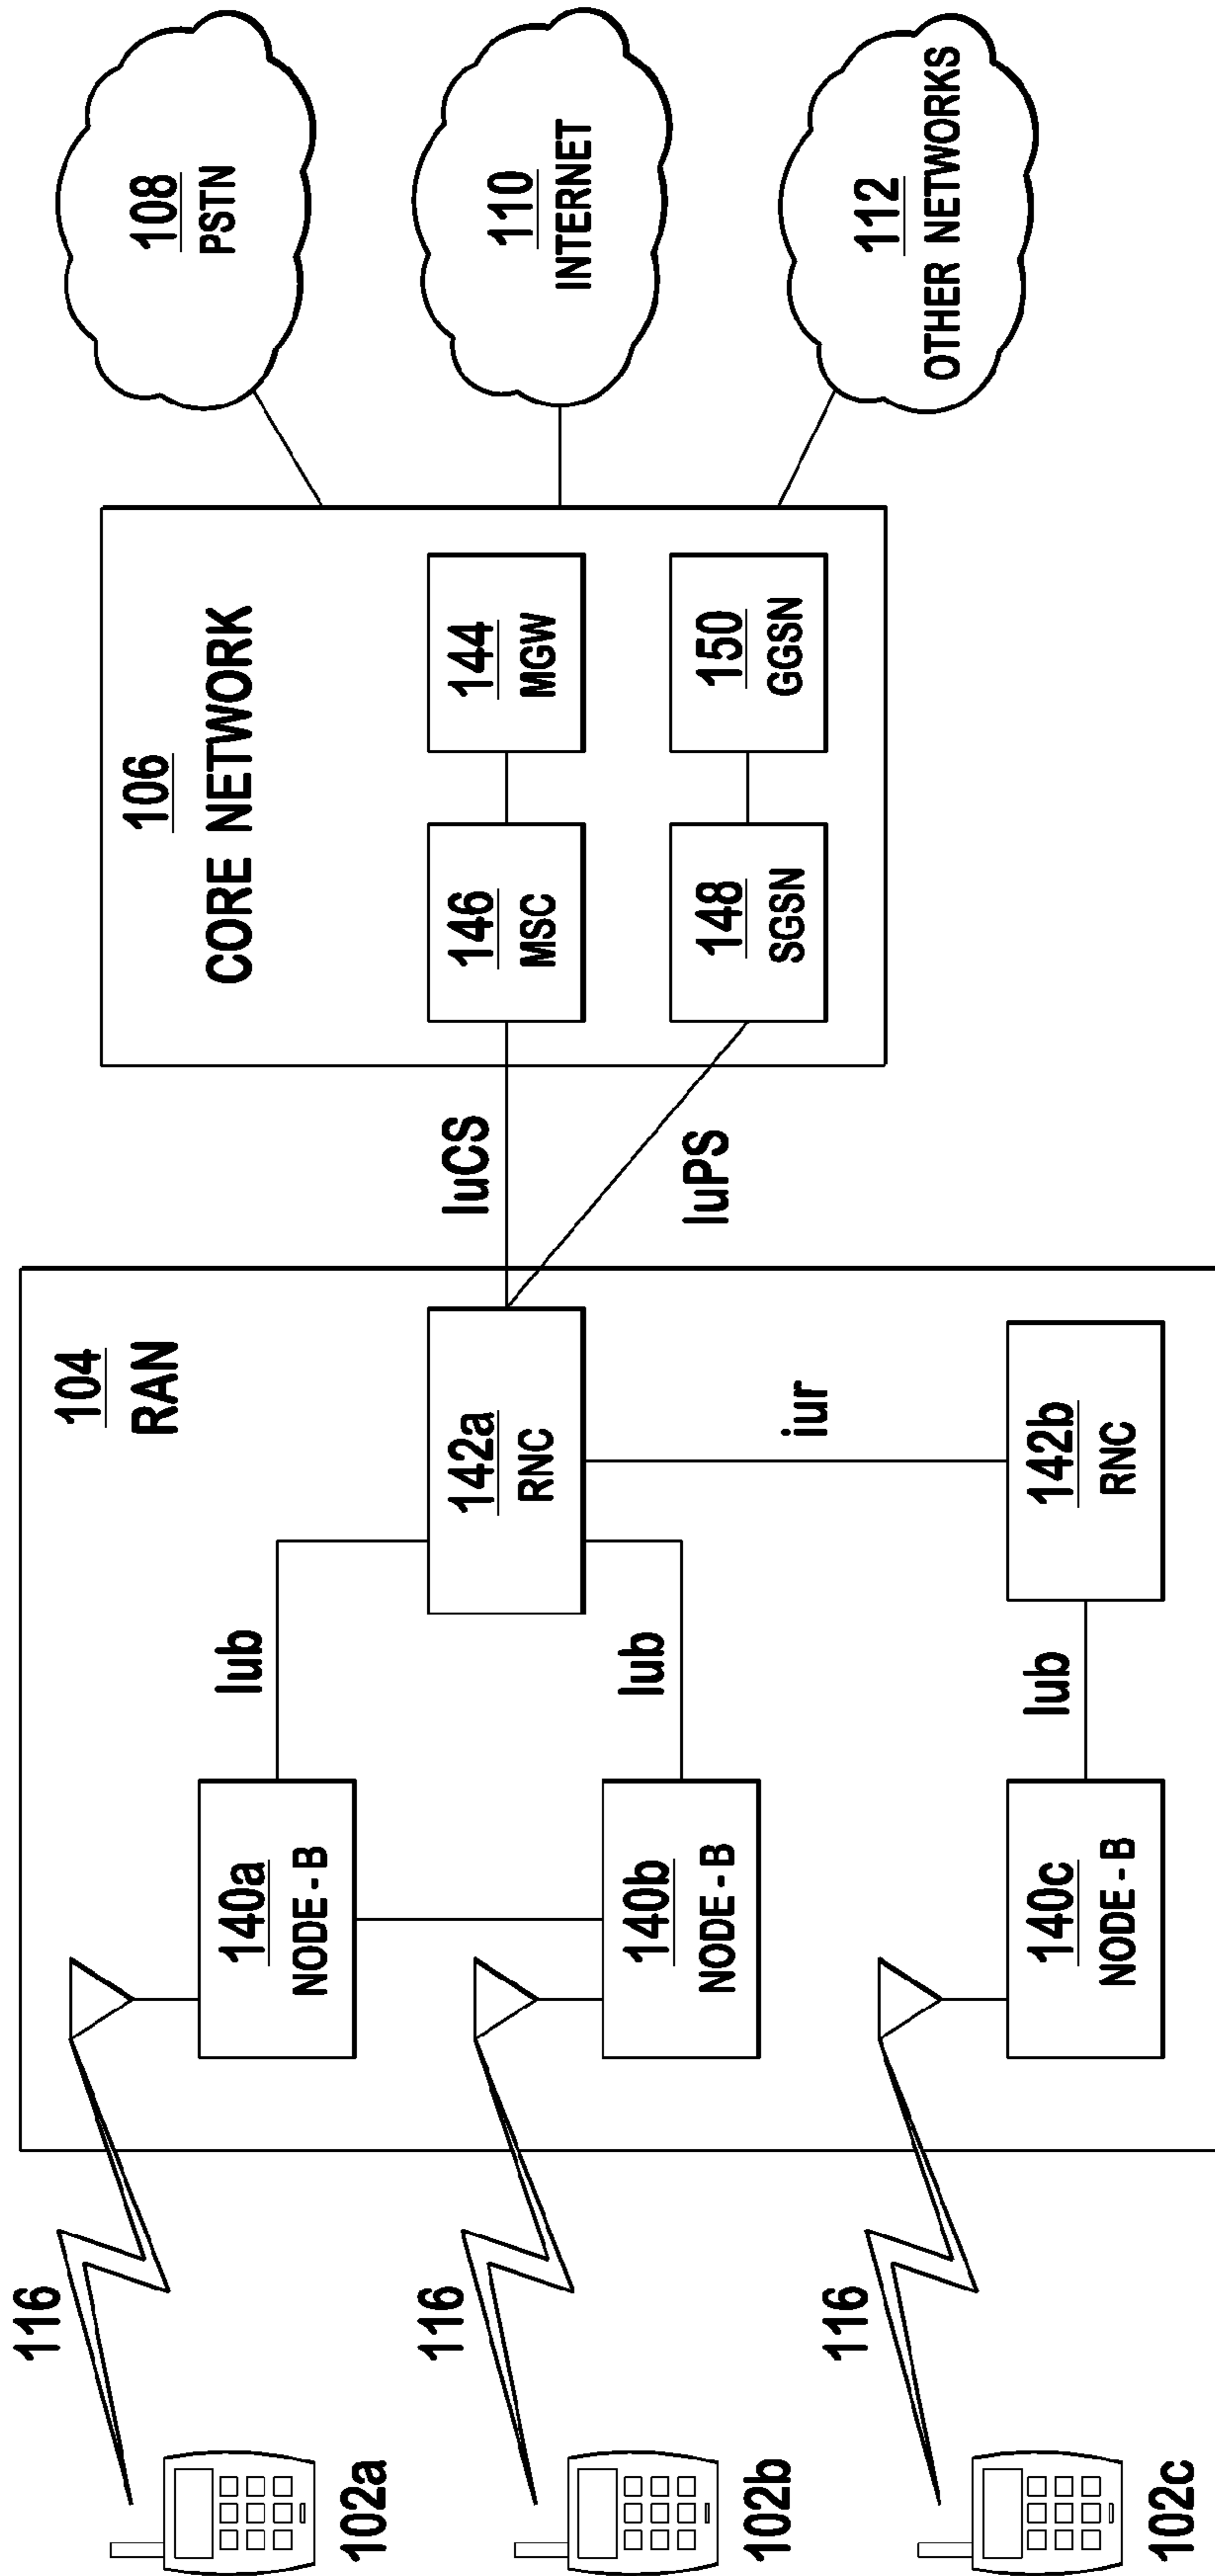 116
102a
116
102b
116
102c
104
RAN
140a
NODE - B
140b
NODE - B
140c
NODE - B
Iub
Iub
Iub
142a
RNC
142b
RNC
iur
IuCS
IuPS
106
CORE NETWORK
146
MSC
144
MGW
148
SGSN
150
GGSN
108
PSTN
110
INTERNET
112
OTHER NETWORKS